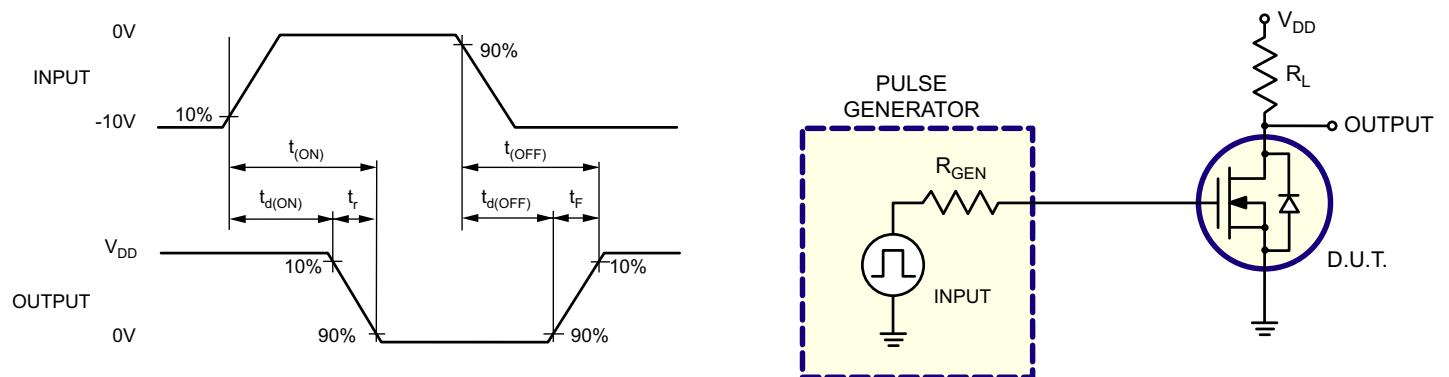 0V
INPUT
-10V
10%
90%
t(ON)
t(OFF)
td(ON)
tr
td(OFF)
tF
VDD
OUTPUT
0V
10%
90%
10%
90%
PULSE
GENERATOR
RGEN
INPUT
VDD
RL
OUTPUT
D.U.T.